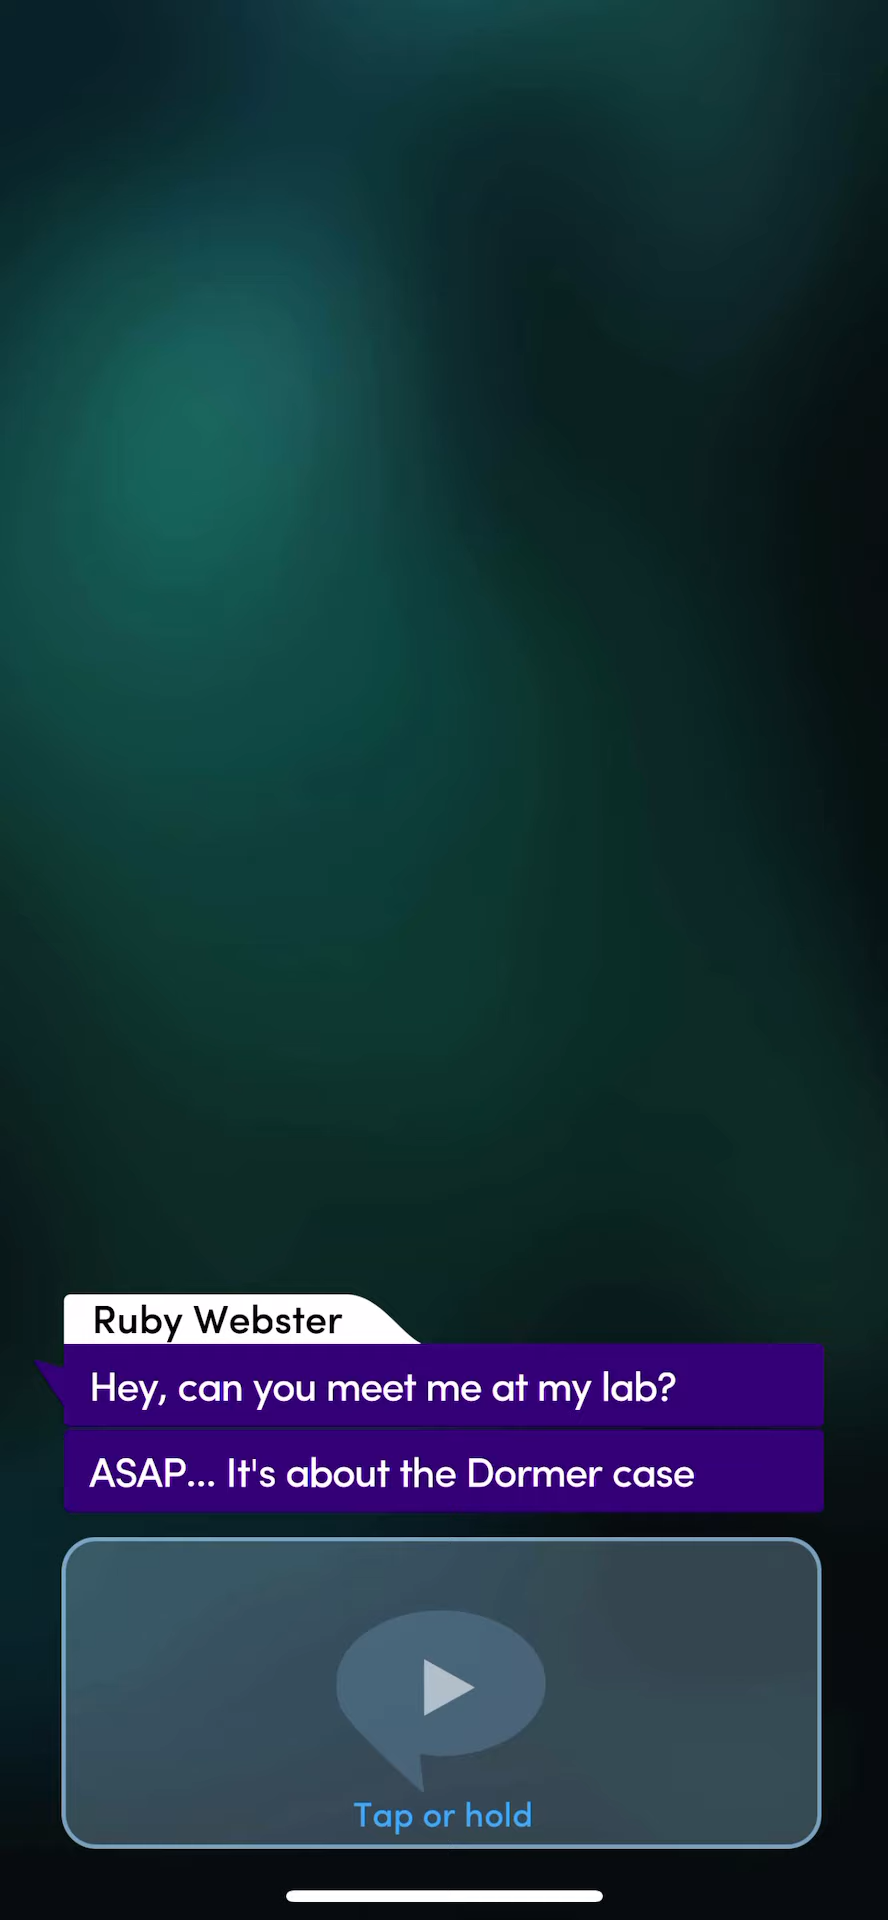 Ruby Webster
Hey, can you meet me at my lab?
ASAP... It's about the Dormer case
Tap or hold